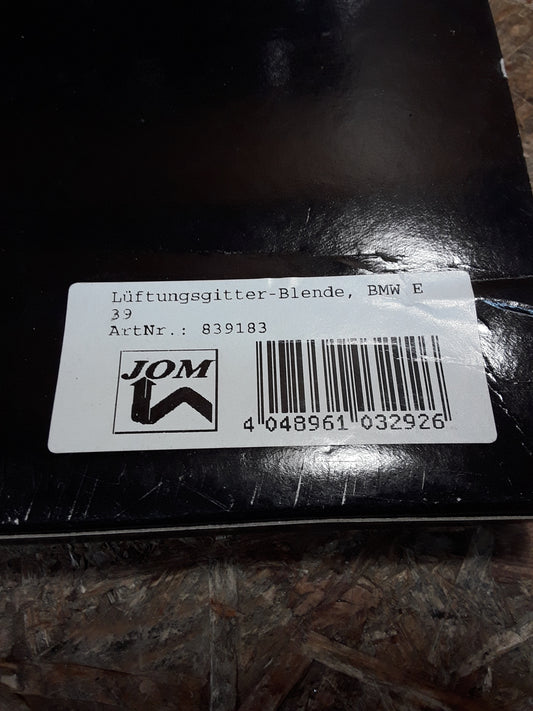 Lüftungsgitter-Blende, BMW E
39
ArtNr.: 839183
JOM
4 048961 032926